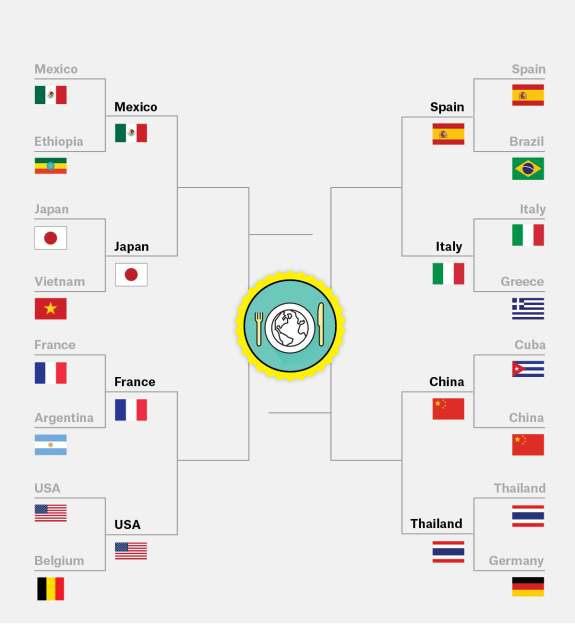 Mexico
Ethiopia
Mexico
Japan
Vietnam
Japan
France
Argentina
France
USA
Belgium
USA
Spain
Brazil
Spain
Italy
Greece
Italy
Cuba
China
China
Thailand
Germany
Thailand